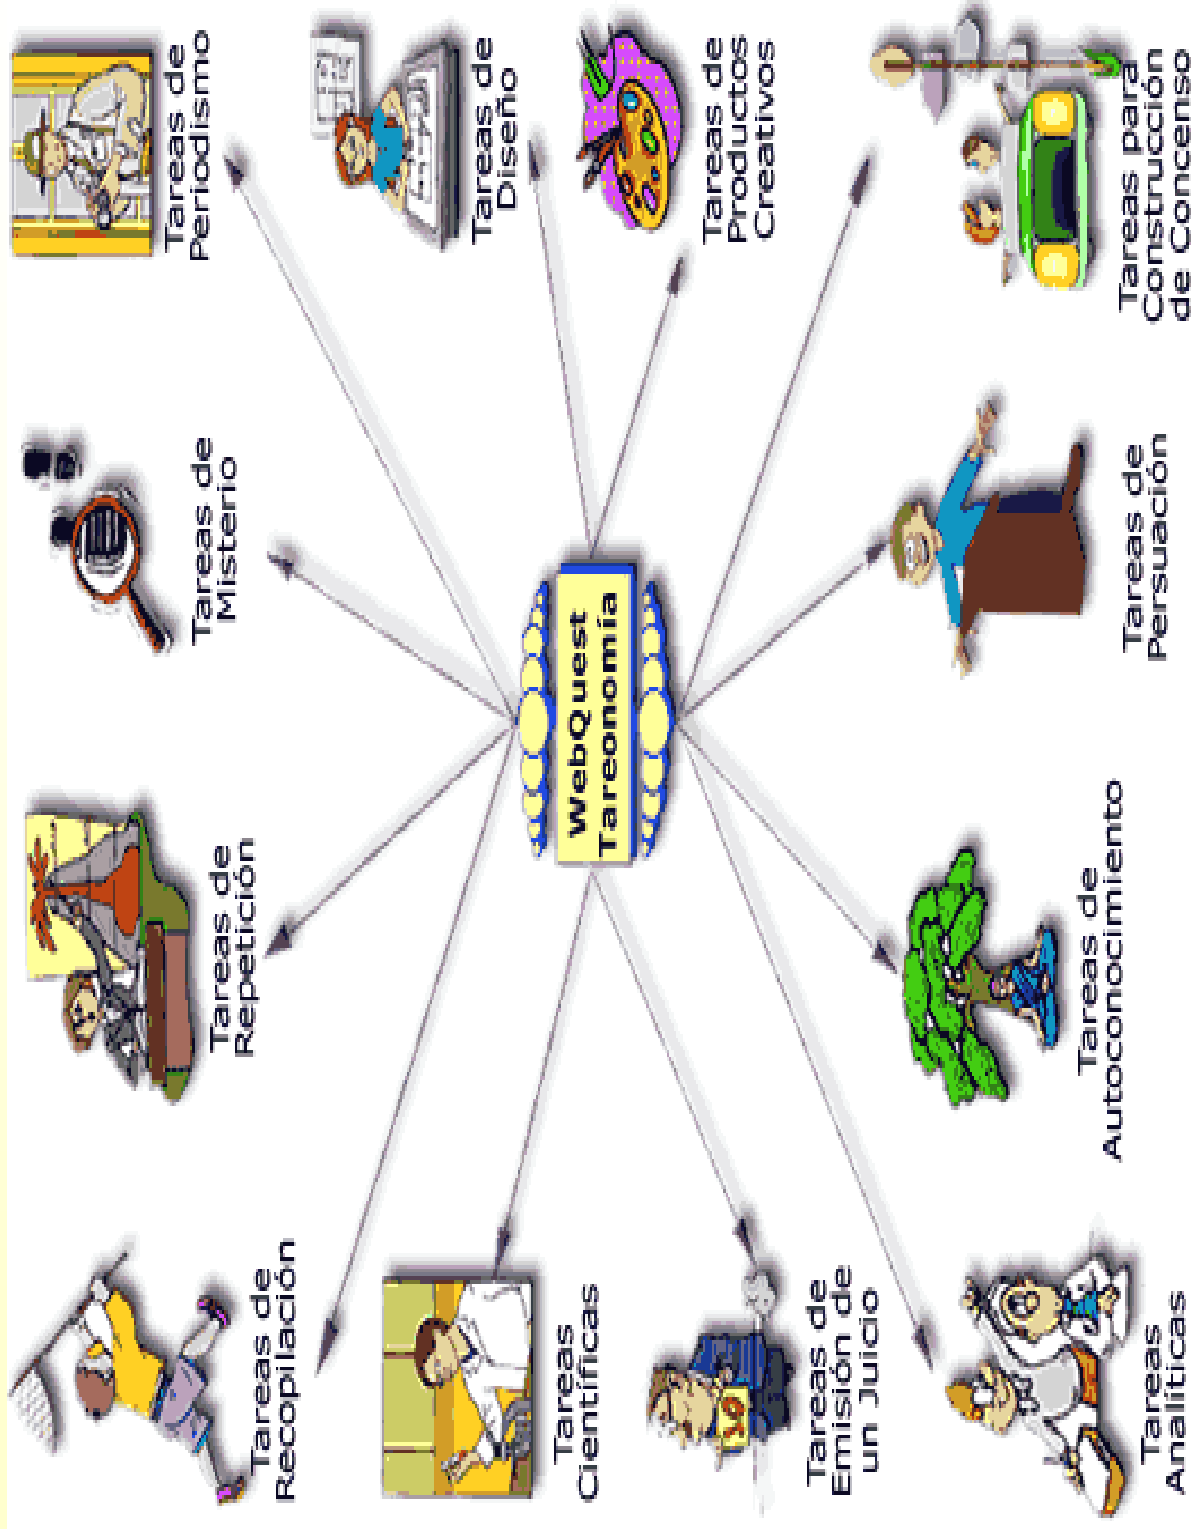 Tareas de
Recopilación
Tareas de
Repetición
Tareas de
Misterio
Tareas de
Periodismo
Tareas
Científicas
WebQuest
Tareonomía
Tareas de
Diseño
Tareas de
Emisión de
un Juicio
Tareas de
Productos
Creativos
Tareas
Analíticas
Tareas de
Autoconocimiento
Tareas de
Persuación
Tareas para
Construcción
de Concenso